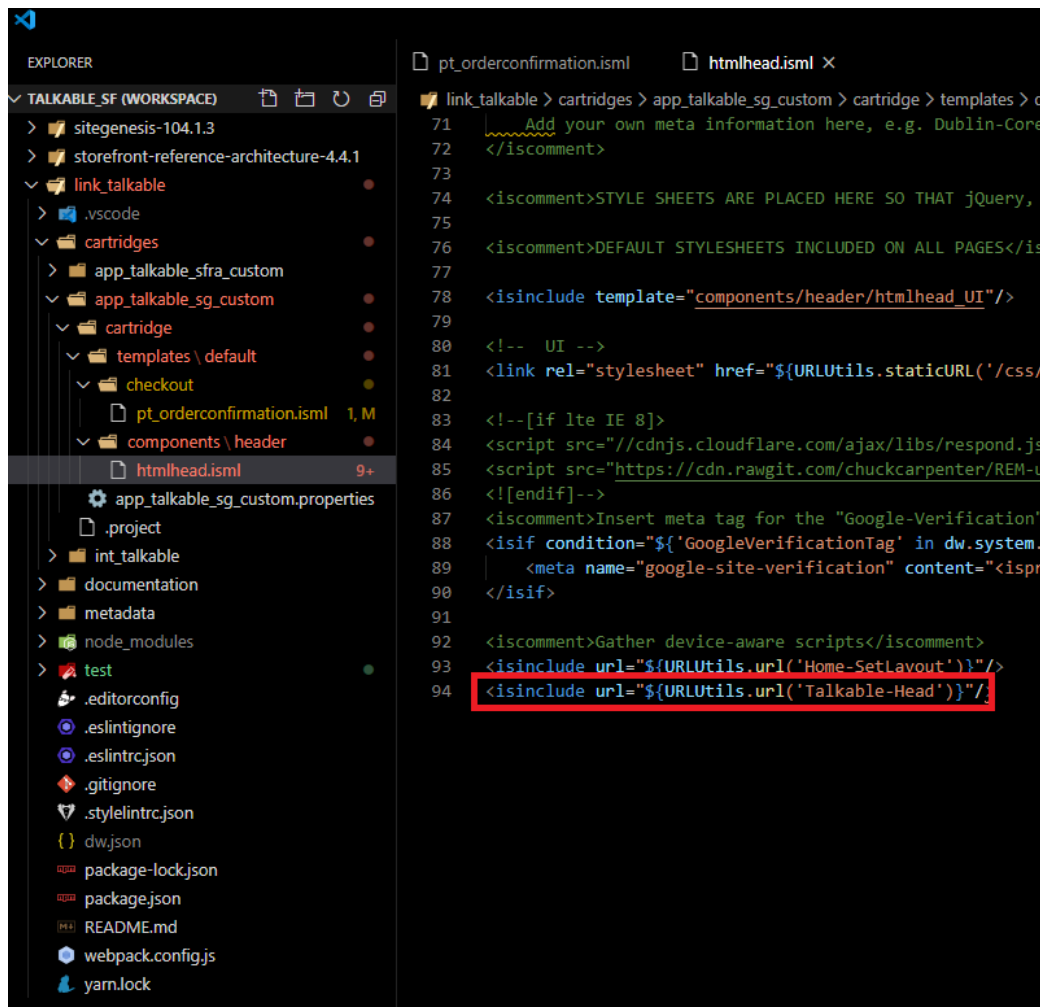 EXPLORER
TALKABLE_SF (WORKSPACE)
sitegenesis-104.1.3
storefront-reference-architecture-4.4.1
link_talkable
.vscode
cartridges
app_talkable_sfra_custom
app_talkable_sg_custom
cartridge
templates \ default
checkout
pt_orderconfirmation.isml 1, M
components \ header
htmlhead.isml 9+
app_talkable_sg_custom.properties
.project
int_talkable
documentation
metadata
node_modules
test
.editorconfig
.eslintignore
.eslintrc.json
.gitignore
.stylelintrc.json
{ } dw.json
package-lock.json
package.json
README.md
webpack.config.js
yarn.lock
pt_orderconfirmation.isml htmlhead.isml ×
link_talkable > cartridges > app_talkable_sg_custom > cartridge > templates >
71 Add your own meta information here, e.g. Dublin-Core
72 </iscomment>
73
74 <iscomment>STYLE SHEETS ARE PLACED HERE SO THAT jQuery,
75
76 <iscomment>DEFAULT STYLESHEETS INCLUDED ON ALL PAGES</is
77
78 <isinclude template="components/header/htmlhead_UI"/>
79
80 <!--  UI -->
81 <link rel="stylesheet" href="${URLUtils.staticURL('/css/
82
83 <!--[if lte IE 8]>
84 <script src="//cdnjs.cloudflare.com/ajax/libs/respond.js
85 <script src="https://cdn.rawgit.com/chuckcarpenter/REM-u
86 <![endif]-->
87 <iscomment>Insert meta tag for the "Google-Verification"
88 <isif condition="${'GoogleVerificationTag' in dw.system.
89 <meta name="google-site-verification" content="<ispr
90 </isif>
91
92 <iscomment>Gather device-aware scripts</iscomment>
93 <isinclude url="${URLUtils.url('Home-SetLayout')}"/>
94 <isinclude url="${URLUtils.url('Talkable-Head')}"/>